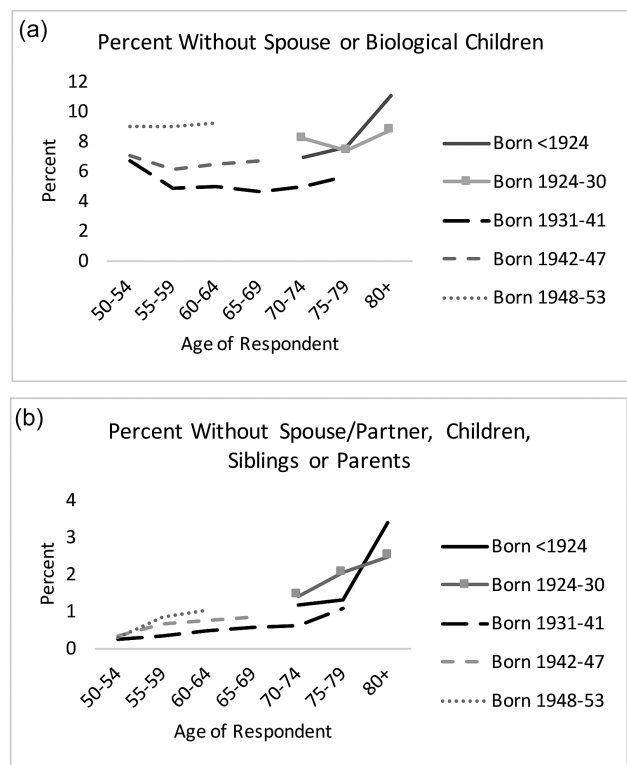 (a)
Percent Without Spouse or Biological Children
12
10
8
6
4
2
0
Percent
50-54
55-59
60-64
65-69
70-74
75-79
80+
Age of Respondent
Born <1924
Born 1924-30
Born 1931-41
Born 1942-47
Born 1948-53
(b)
Percent Without Spouse/Partner, Children,
Siblings or Parents
4
3
2
1
0
Percent
50-54
55-59
60-64
65-69
70-74
75-79
80+
Age of Respondent
Born <1924
Born 1924-30
Born 1931-41
Born 1942-47
Born 1948-53